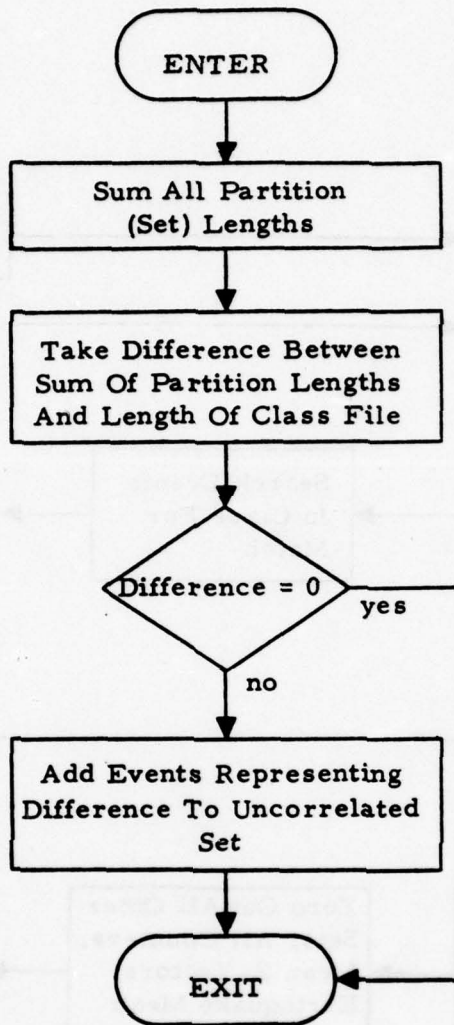 ENTER
Sum All Partition
(Set) Lengths
Take Difference Between
Sum Of Partition Lengths
And Length Of Class File
Difference = 0
yes
no
Add Events Representing
Difference To Uncorrelated
Set
EXIT